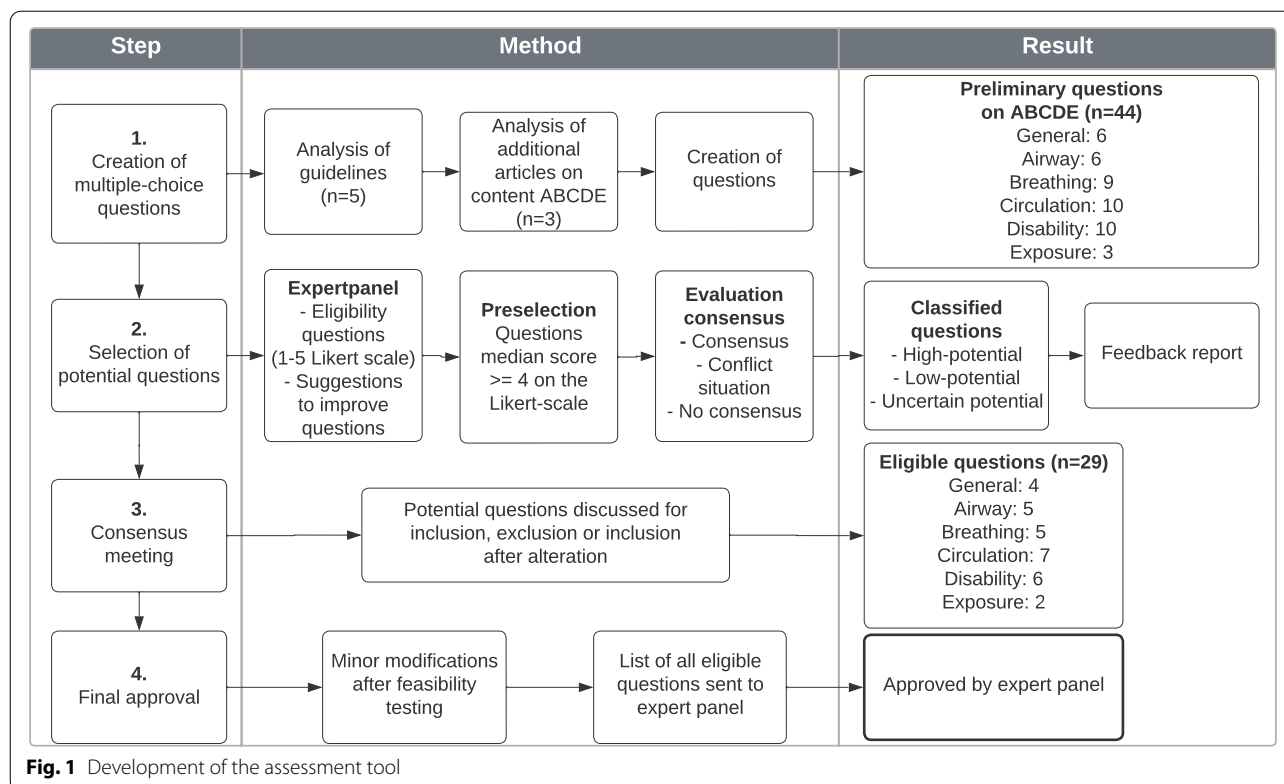 Step
Method
Result
1.
Creation of
multiple-choice
questions
Analysis of
guidelines
(n=5)
Analysis of
additional
articles on
content ABCDE
(n=3)
Creation of
questions
Preliminary questions
on ABCDE (n=44)
General: 6
Airway: 6
Breathing: 9
Circulation: 10
Disability: 10
Exposure: 3
2.
Selection of
potential questions
Expertpanel
- Eligibility
questions
(1-5 Likert scale)
- Suggestions
to improve
questions
Preselection
Questions
median score
>= 4 on the
Likert-scale
Evaluation
consensus
- Consensus
- Conflict
situation
- No consensus
Classified
questions
- High-potential
- Low-potential
- Uncertain potential
Feedback report
3.
Consensus
meeting
Potential questions discussed for
inclusion, exclusion or inclusion
after alteration
Eligible questions (n=29)
General: 4
Airway: 5
Breathing: 5
Circulation: 7
Disability: 6
Exposure: 2
4.
Final approval
Minor modifications
after feasibility
testing
List of all eligible
questions sent to
expert panel
Approved by expert panel
Fig. 1 Development of the assessment tool